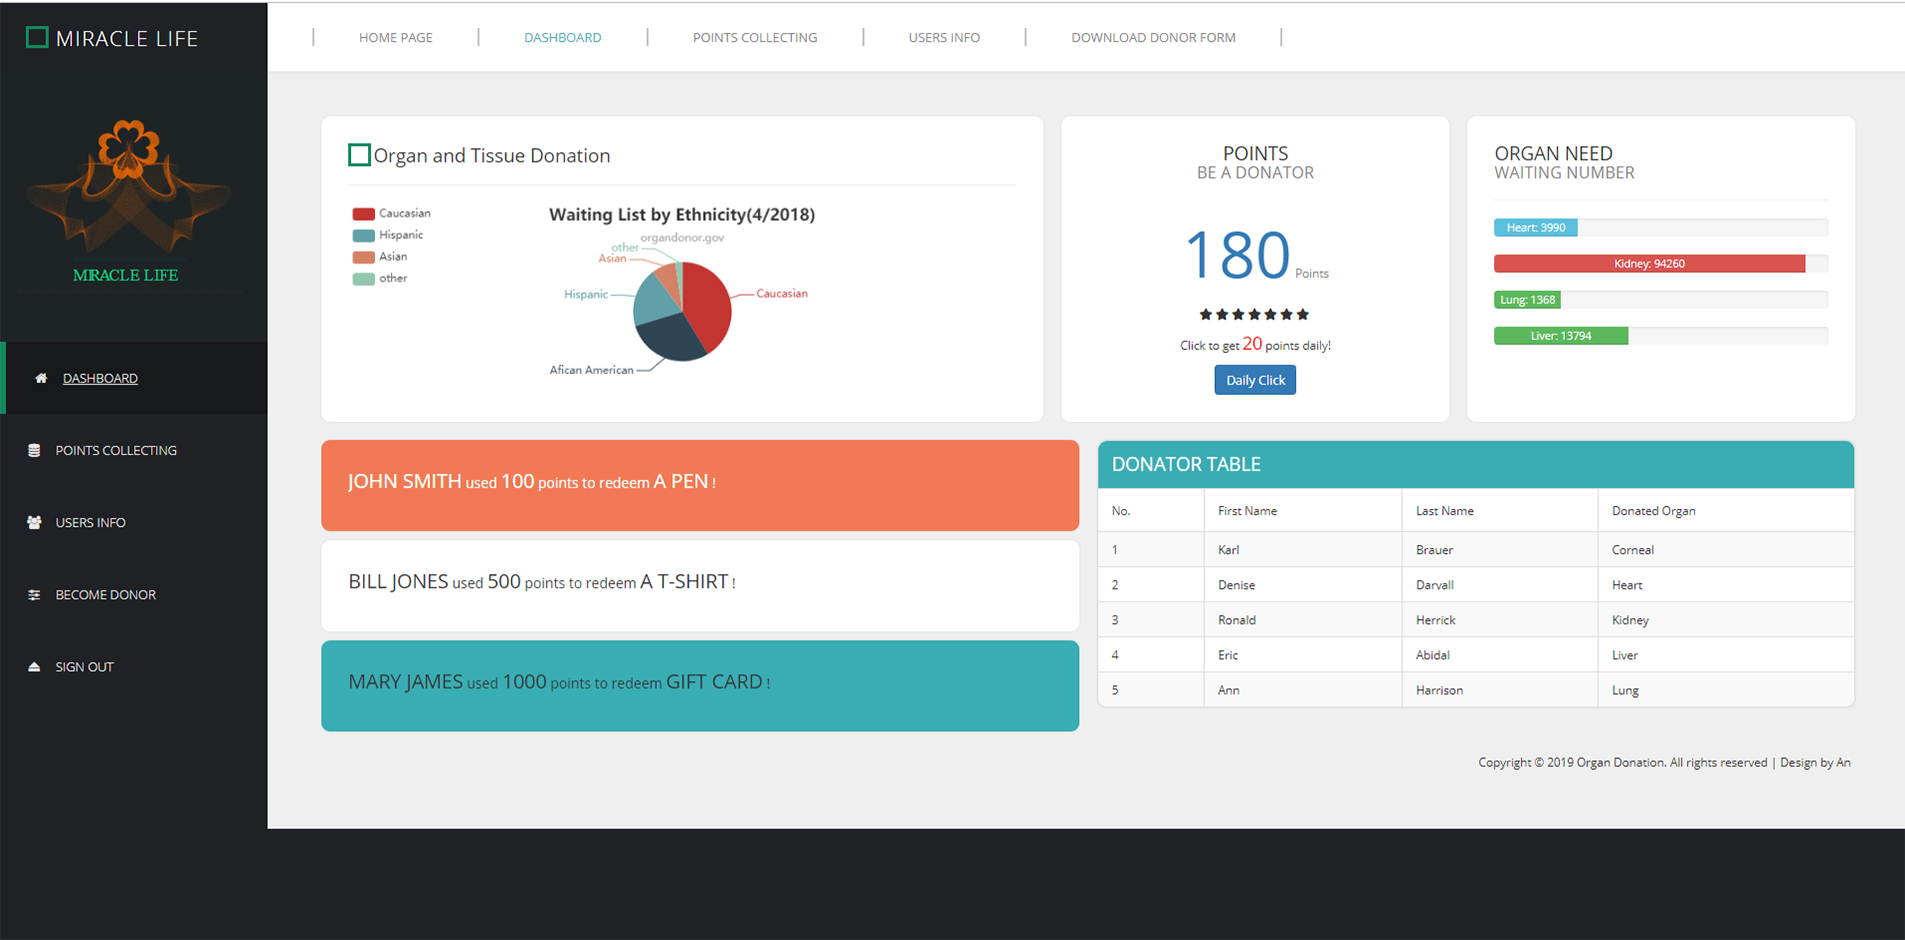 MIRACLE LIFE
HOME PAGE
DASHBOARD
POINTS COLLECTING
USERS INFO
DOWNLOAD DONOR FORM
MIRACLE LIFE
DASHBOARD
POINTS COLLECTING
USERS INFO
BECOME DONOR
SIGN OUT
Organ and Tissue Donation
Caucasian
Hispanic
Asian
other
Waiting List by Ethnicity(4/2018)
organdonor.gov
other
Asian
Hispanic
Caucasian
Afican American
POINTS
BE A DONATOR
180 Points
Click to get 20 points daily!
Daily Click
ORGAN NEED
WAITING NUMBER
Heart: 3990
Kidney: 94260
Lung: 1368
Liver: 13794
JOHN SMITH used 100 points to redeem A PEN !
BILL JONES used 500 points to redeem A T-SHIRT !
MARY JAMES used 1000 points to redeem GIFT CARD !
DONATOR TABLE
No. First Name Last Name Donated Organ
1 Karl Brauer Corneal
2 Denise Darvall Heart
3 Ronald Herrick Kidney
4 Eric Abidal Liver
5 Ann Harrison Lung
Copyright © 2019 Organ Donation. All rights reserved | Design by An